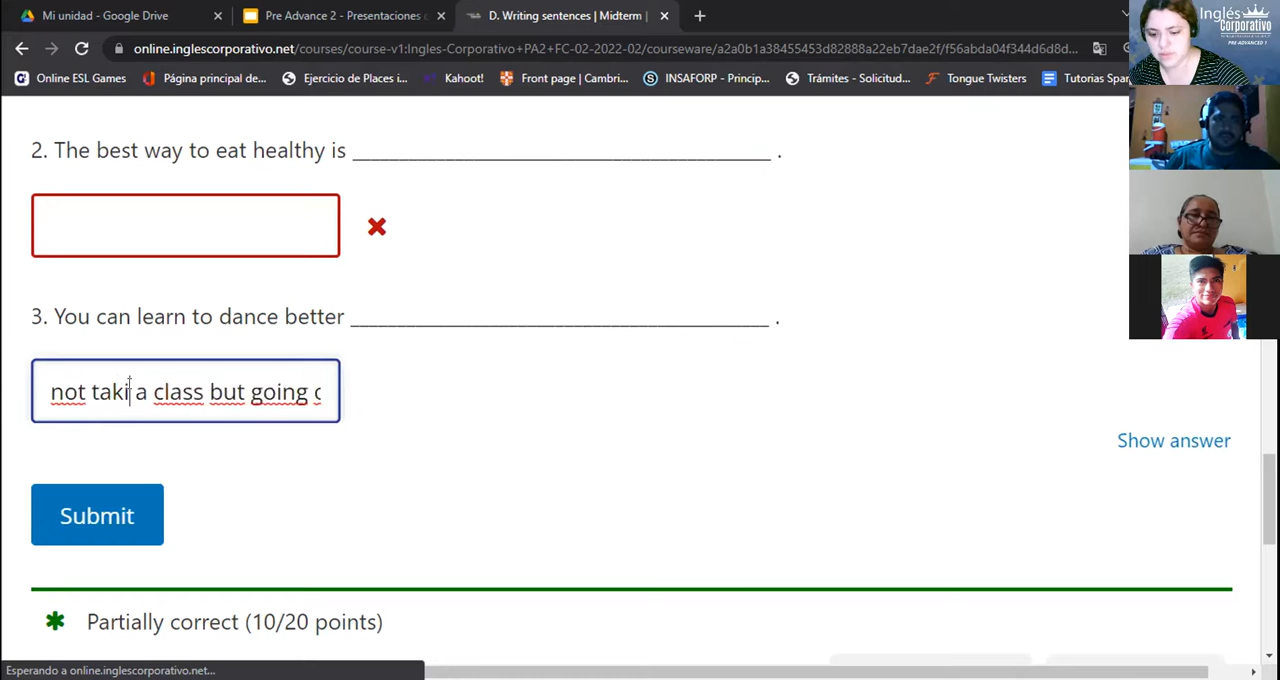 Mi unidad - Google Drive
Pre Advance 2 - Presentaciones
D. Writing sentences | Midterm |
online.inglescorporativo.net/courses/course-v1:Ingles-Corporativo+PA2+FC-02-2022-02/courseware/a2a0b1a38455453d82888a22eb7dae2f/f56abda04f344d6d8d...
Online ESL Games
Página principal de...
Ejercicio de Places i...
Kahoot!
Front page | Cambri...
INSAFORP - Princip...
Trámites - Solicitud...
Tongue Twisters
Tutorias Spar
Inglés
Corporativo
PRE-ADVANCED 1
2. The best way to eat healthy is ___________________________________ .
3. You can learn to dance better ___________________________________ .
not taki a class but going c
Show answer
Submit
Partially correct (10/20 points)
Esperando a online.inglescorporativo.net...